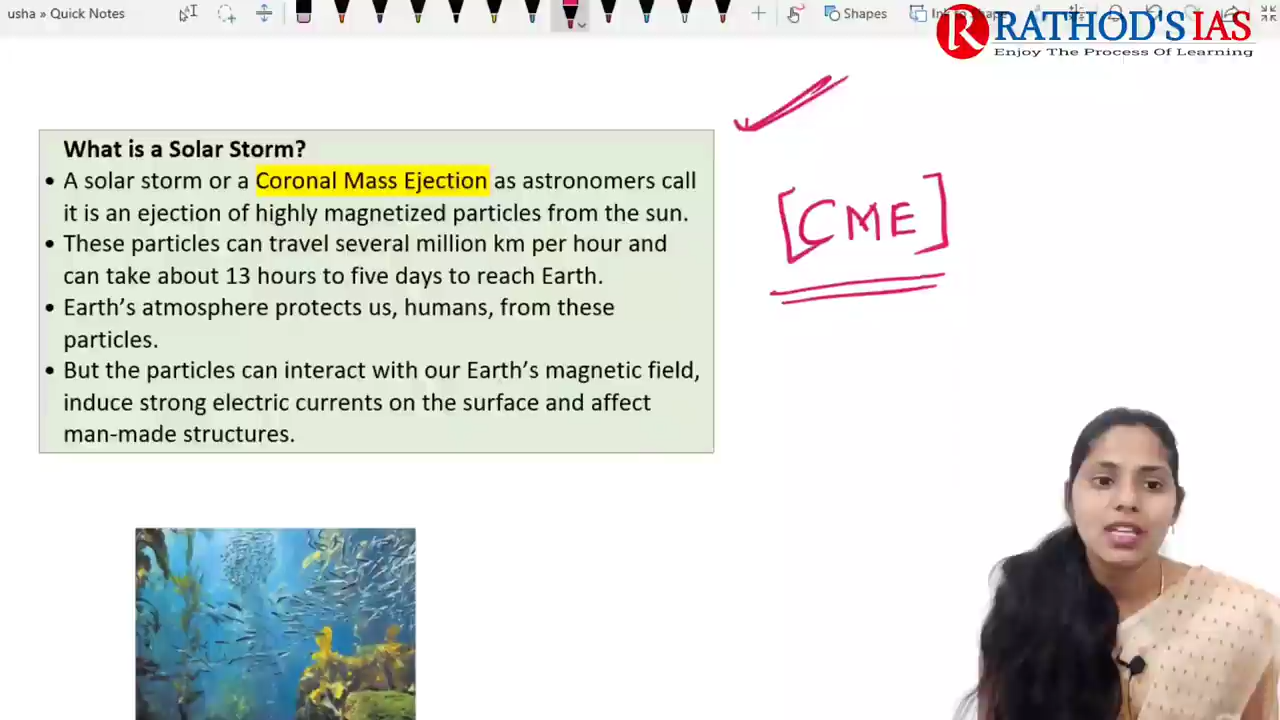 usha » Quick Notes
Shapes
RATHOD'S IAS
Enjoy The Process Of Learning
What is a Solar Storm?
• A solar storm or a Coronal Mass Ejection as astronomers call
it is an ejection of highly magnetized particles from the sun.
• These particles can travel several million km per hour and
can take about 13 hours to five days to reach Earth.
• Earth’s atmosphere protects us, humans, from these
particles.
• But the particles can interact with our Earth’s magnetic field,
induce strong electric currents on the surface and affect
man-made structures.
[CME]